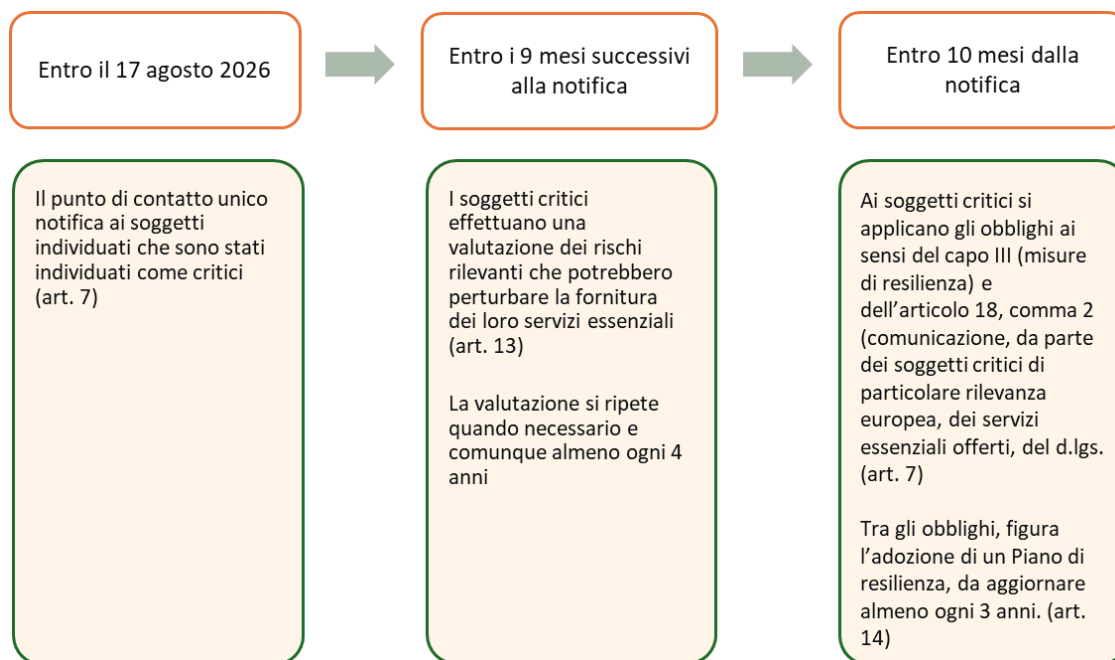 Entro il 17 agosto 2026
Entro i 9 mesi successivi
alla notifica
Entro 10 mesi dalla
notifica
Il punto di contatto unico
notifica ai soggetti
individuati che sono stati
individuati come critici
(art. 7)
I soggetti critici
effettuano una
valutazione dei rischi
rilevanti che potrebbero
perturbare la fornitura
dei loro servizi essenziali
(art. 13)
La valutazione si ripete
quando necessario e
comunque almeno ogni 4
anni
Ai soggetti critici si
applicano gli obblighi ai
sensi del capo III (misure
di resilienza) e
dell’articolo 18, comma 2
(comunicazione, da parte
dei soggetti critici di
particolare rilevanza
europea, dei servizi
essenziali offerti, del d.lgs.
(art. 7)
Tra gli obblighi, figura
l’adozione di un Piano di
resilienza, da aggiornare
almeno ogni 3 anni. (art.
14)